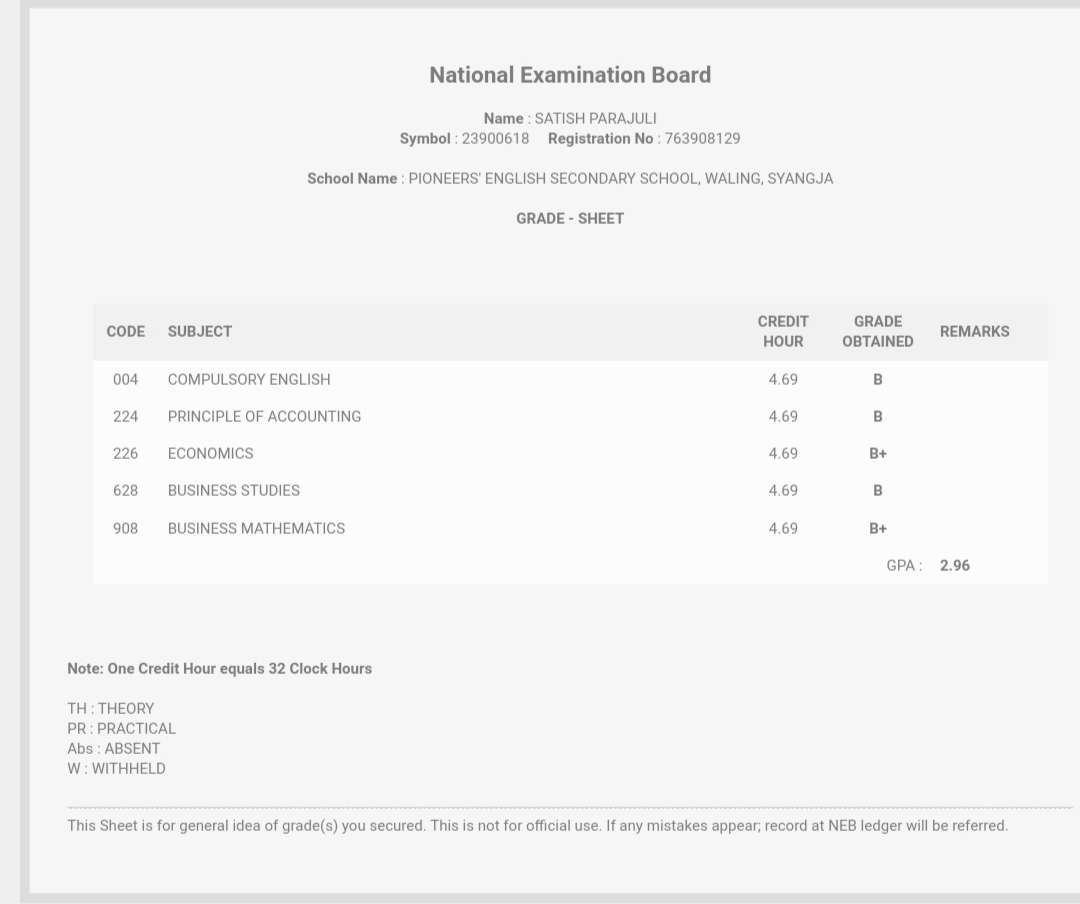 National Examination Board
Name : SATISH PARAJULI
Symbol : 23900618 Registration No : 763908129
School Name : PIONEERS' ENGLISH SECONDARY SCHOOL, WALING, SYANGJA
GRADE - SHEET
CODE SUBJECT CREDIT HOUR GRADE OBTAINED REMARKS
004 COMPULSORY ENGLISH 4.69 B
224 PRINCIPLE OF ACCOUNTING 4.69 B
226 ECONOMICS 4.69 B+
628 BUSINESS STUDIES 4.69 B
908 BUSINESS MATHEMATICS 4.69 B+
GPA : 2.96
Note: One Credit Hour equals 32 Clock Hours
TH : THEORY
PR : PRACTICAL
Abs : ABSENT
W : WITHHELD
This Sheet is for general idea of grade(s) you secured. This is not for official use. If any mistakes appear; record at NEB ledger will be referred.